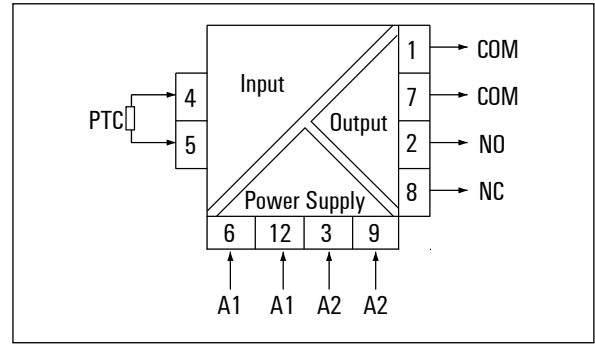 1 COM
Input
4 7 COM
PTC Output
5 2 NO
8 NC
Power Supply
6 12 3 9
A1 A1 A2 A2